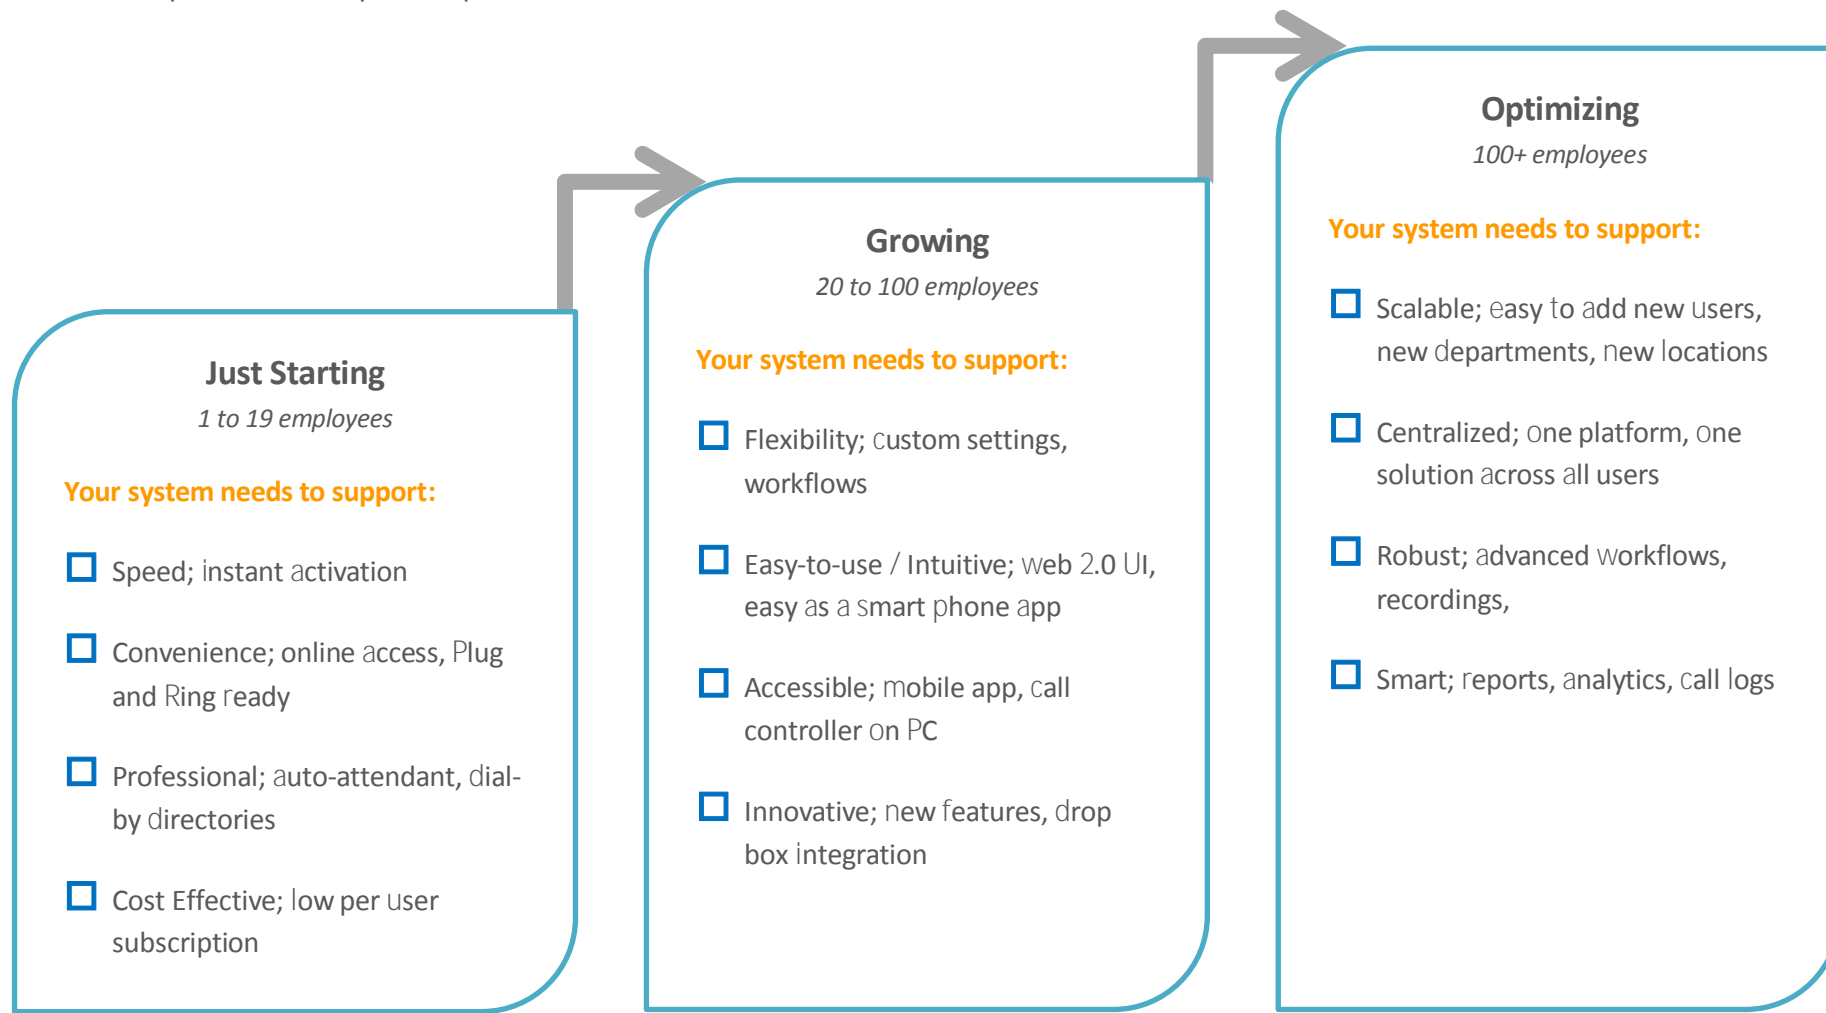 Just Starting
1 to 19 employees
Your system needs to support:
Speed; instant activation
Convenience; online access, Plug
and Ring ready
Professional; auto-attendant, dial-
by directories
Cost Effective; low per user
subscription
Growing
20 to 100 employees
Your system needs to support:
Flexibility; custom settings,
workflows
Easy-to-use / Intuitive; web 2.0 UI,
easy as a smart phone app
Accessible; mobile app, call
controller on PC
Innovative; new features, drop
box integration
Optimizing
100+ employees
Your system needs to support:
Scalable; easy to add new users,
new departments, new locations
Centralized; one platform, one
solution across all users
Robust; advanced workflows,
recordings,
Smart; reports, analytics, call logs